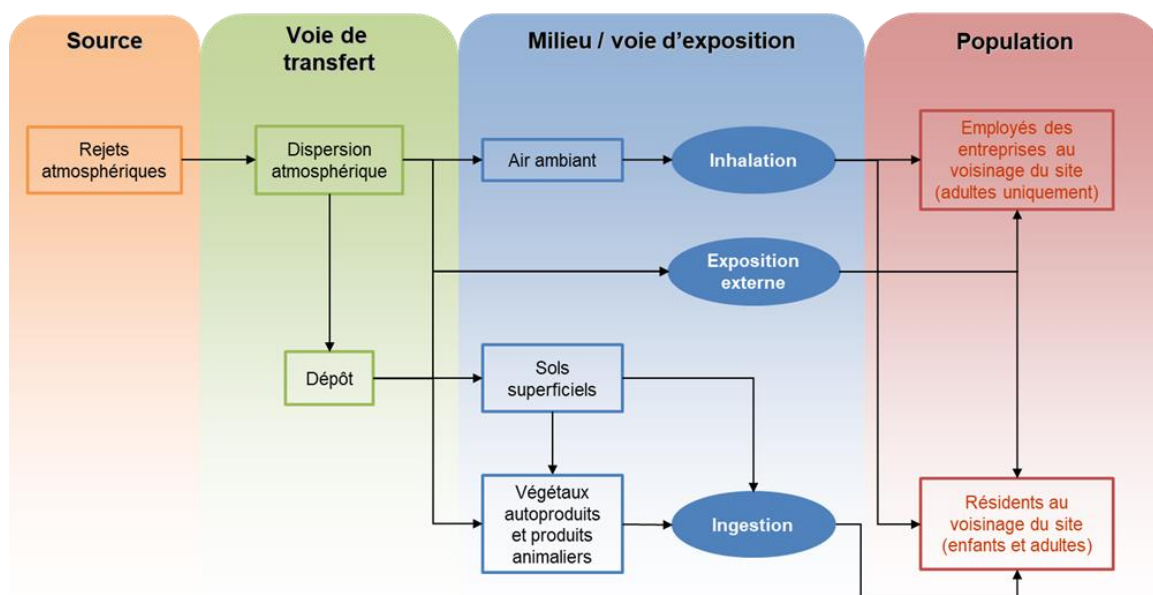 Source
Voie de
transfert
Milieu / voie d'exposition
Population
Rejets
atmosphériques
Dispersion
atmosphérique
Air ambiant
Inhalation
Employés des
entreprises au
voisinage du site
(adultes uniquement)
Exposition
externe
Dépôt
Sols
superficiels
Végétaux
autoproduits
et produits
animaliers
Ingestion
Résidents au
voisinage du site
(enfants et adultes)